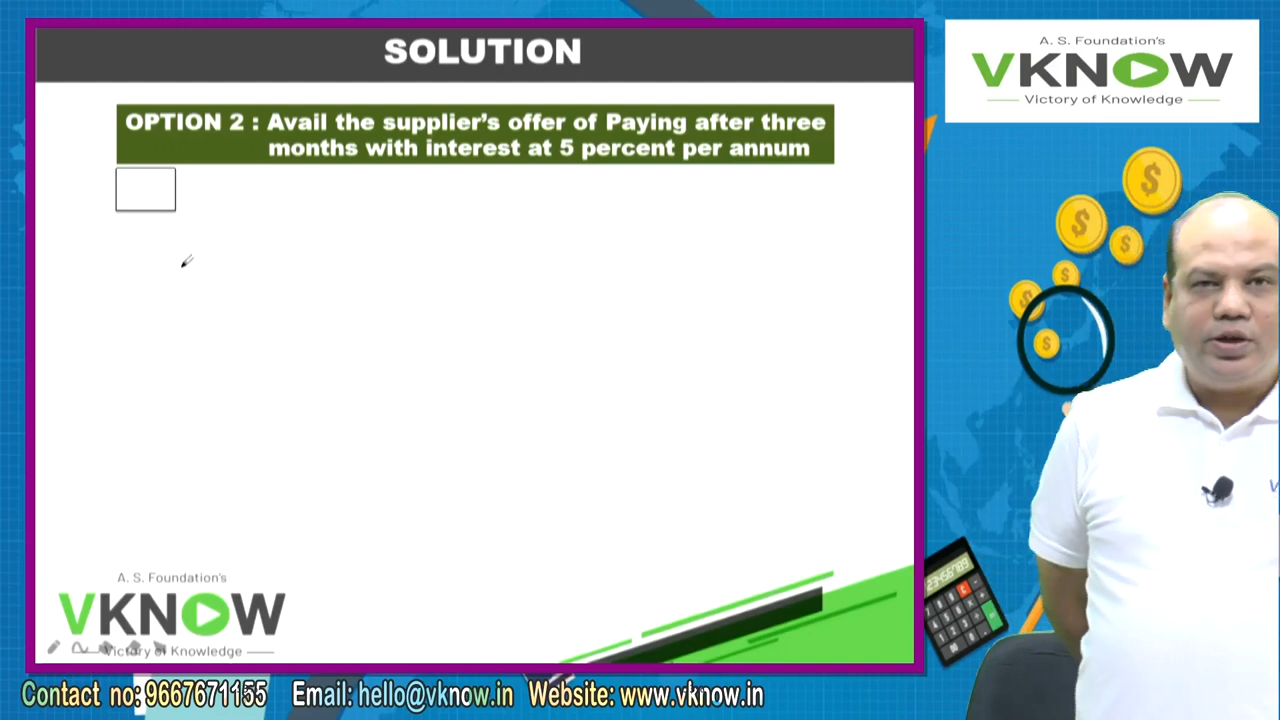 SOLUTION
OPTION 2 : Avail the supplier's offer of Paying after three
months with interest at 5 percent per annum
A. S. Foundation's
VKNOW
Victory of Knowledge
A. S. Foundation's
VKNOW
Victory of Knowledge
Contact no: 9667671155 Email: hello@vknow.in Website: www.vknow.in